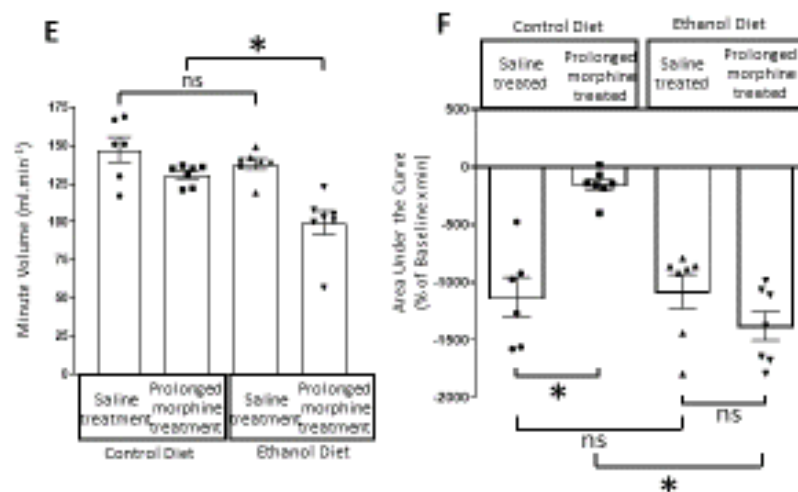 E
*
ns
Minute Volume (ml.min⁻¹)
175
150
125
100
75
50
25
0
Saline treatment
Prolonged morphine treatment
Saline treatment
Prolonged morphine treatment
Control Diet
Ethanol Diet
F
Control Diet
Ethanol Diet
Saline treated
Prolonged morphine treated
Saline treated
Prolonged morphine treated
Area Under the Curve
(% of Baselinexmin)
500
0
-500
-1000
-1500
-2000
*
ns
ns
*